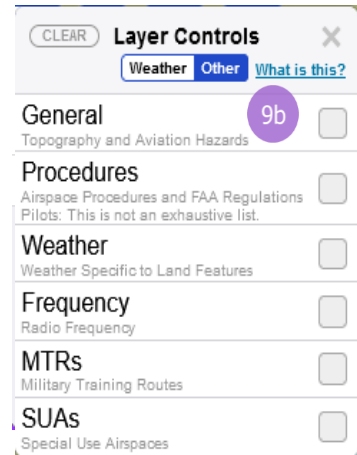 CLEAR Layer Controls ×
Weather Other What is this?
General 9b
Topography and Aviation Hazards
Procedures
Airspace Procedures and FAA Regulations
Pilots: This is not an exhaustive list.
Weather
Weather Specific to Land Features
Frequency
Radio Frequency
MTRs
Military Training Routes
SUAs
Special Use Airspaces